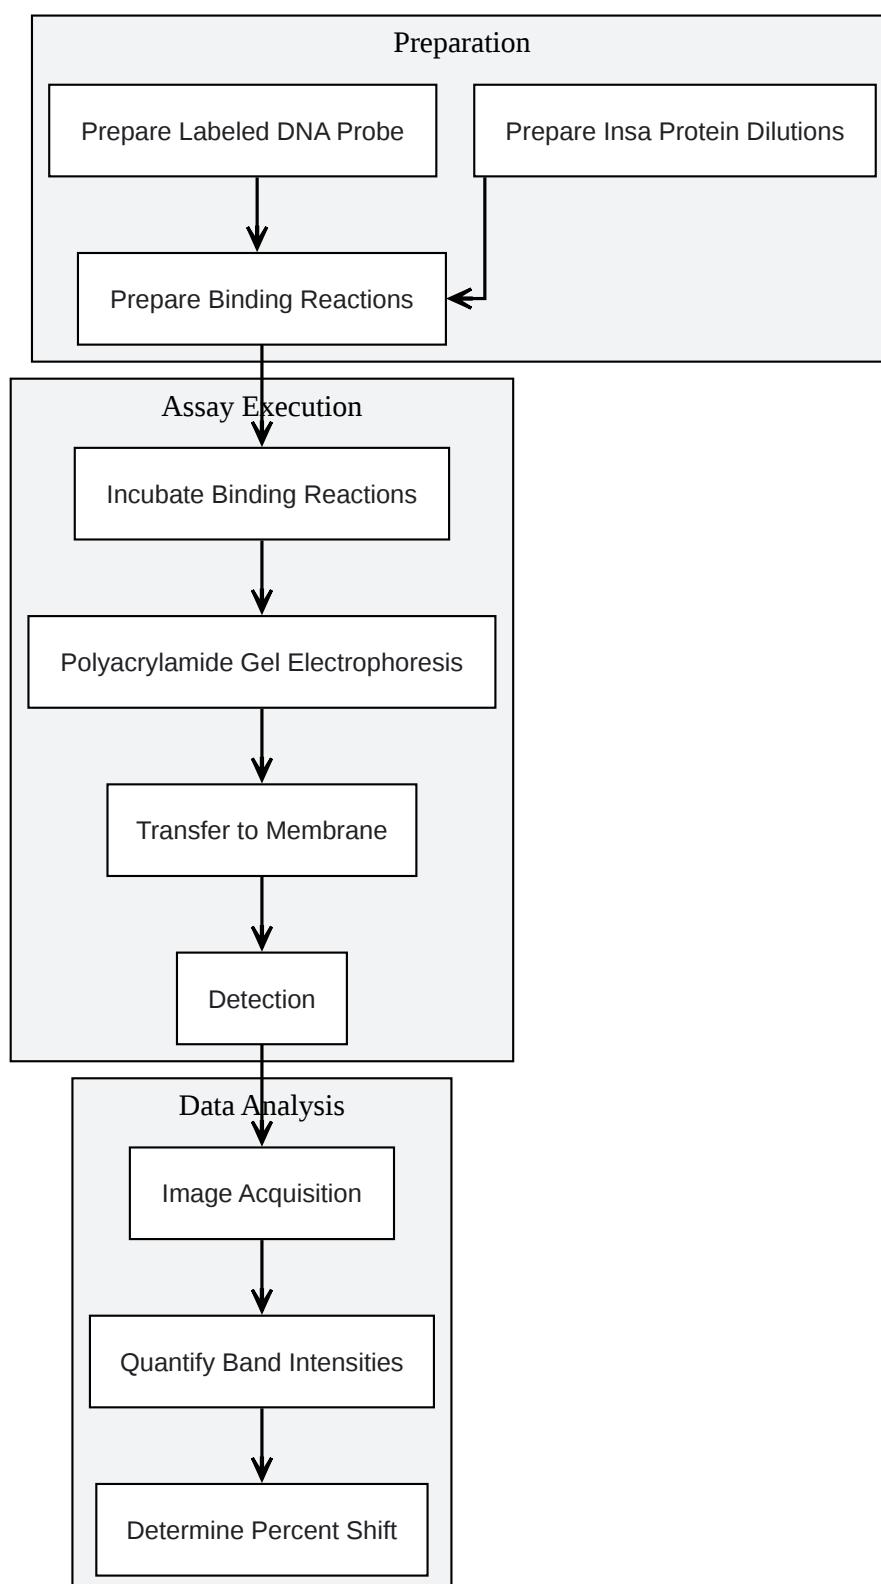 Preparation
Prepare Labeled DNA Probe
Prepare Insa Protein Dilutions
Prepare Binding Reactions
Assay Execution
Incubate Binding Reactions
Polyacrylamide Gel Electrophoresis
Transfer to Membrane
Detection
Data Analysis
Image Acquisition
Quantify Band Intensities
Determine Percent Shift